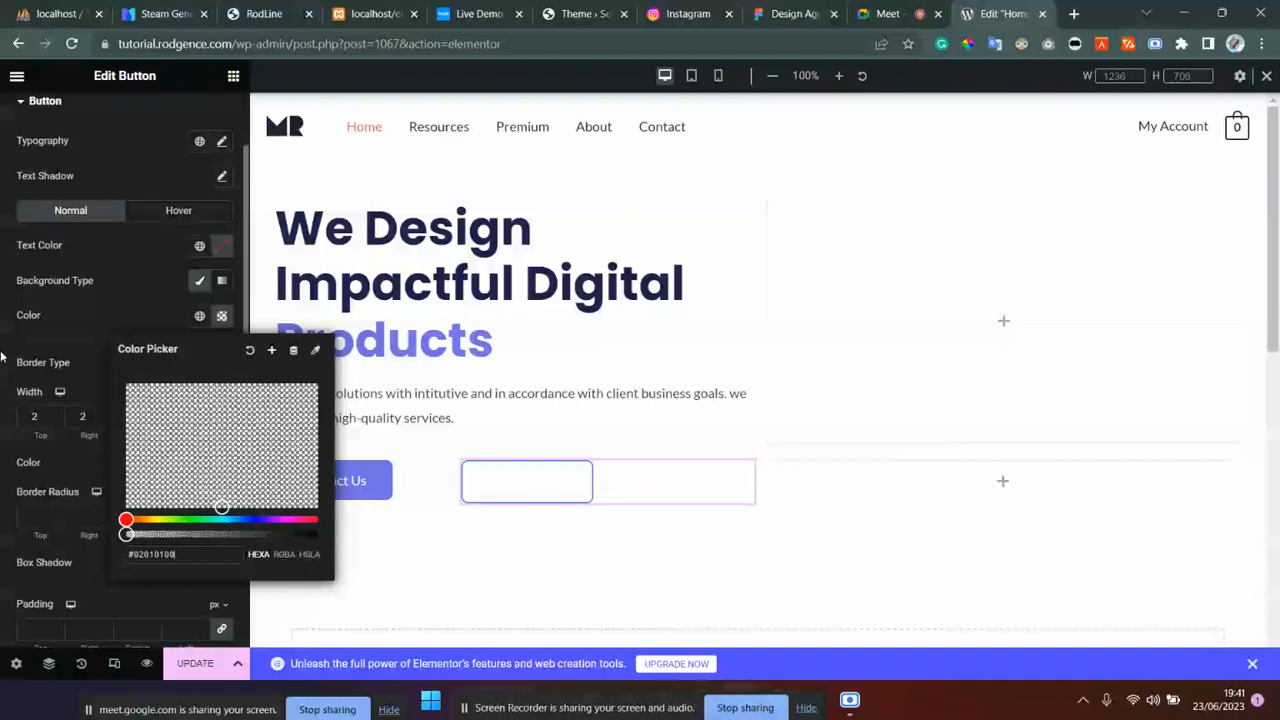 localhost/
Steam desc
RodLine
localhost/e
Live Demo
Theme › Se
Instagram
Design Ag
Meet –
Edit "Hom
tutorial.rodgence.com/wp-admin/post.php?post=1067&action=elementor
Edit Button
100%
W 1236 H 706
Button
Typography
Text Shadow
Normal Hover
Text Color
Background Type
Color
Color Picker
Border Type
Width
2 2
Top Right
Color
Border Radius
Top Right
#02010100 HEXA RGBA HSLA
Box Shadow
Padding px
UPDATE
MR
Home Resources Premium About Contact My Account 0
We Design
Impactful Digital
Products
olutions with intitutive and in accordance with client business goals. we
high-quality services.
ct Us
Unleash the full power of Elementor's features and web creation tools. UPGRADE NOW
meet.google.com is sharing your screen. Stop sharing Hide
Screen Recorder is sharing your screen and audio. Stop sharing Hide
19:41
23/06/2023